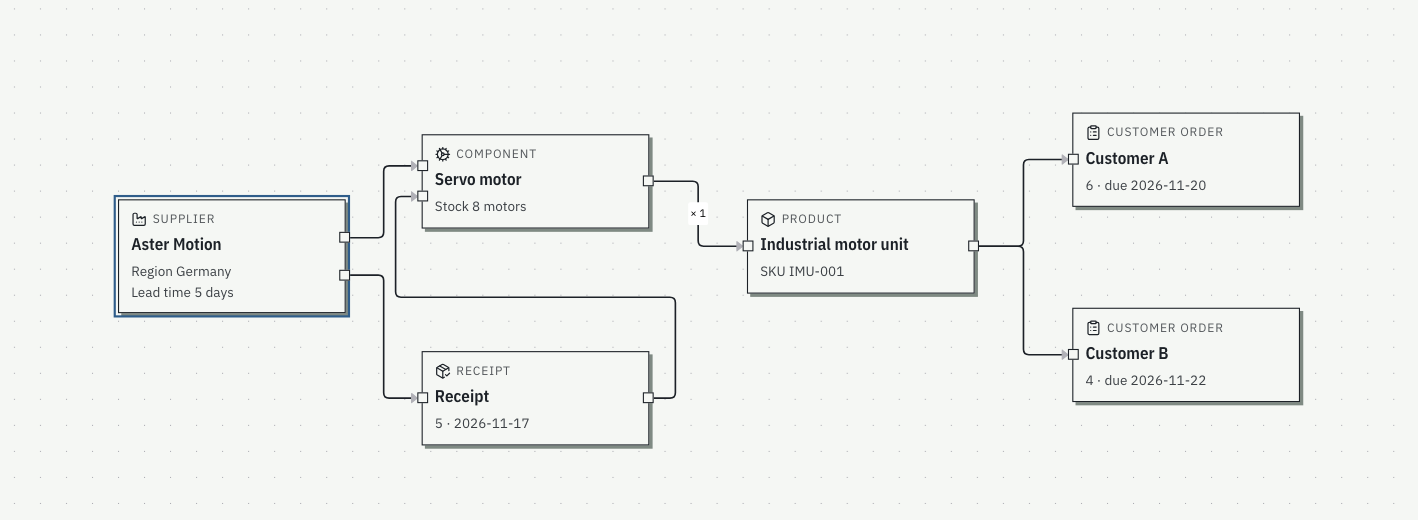 SUPPLIER
Aster Motion
Region Germany
Lead time 5 days
COMPONENT
Servo motor
Stock 8 motors
RECEIPT
Receipt
5 · 2026-11-17
× 1
PRODUCT
Industrial motor unit
SKU IMU-001
CUSTOMER ORDER
Customer A
6 · due 2026-11-20
CUSTOMER ORDER
Customer B
4 · due 2026-11-22